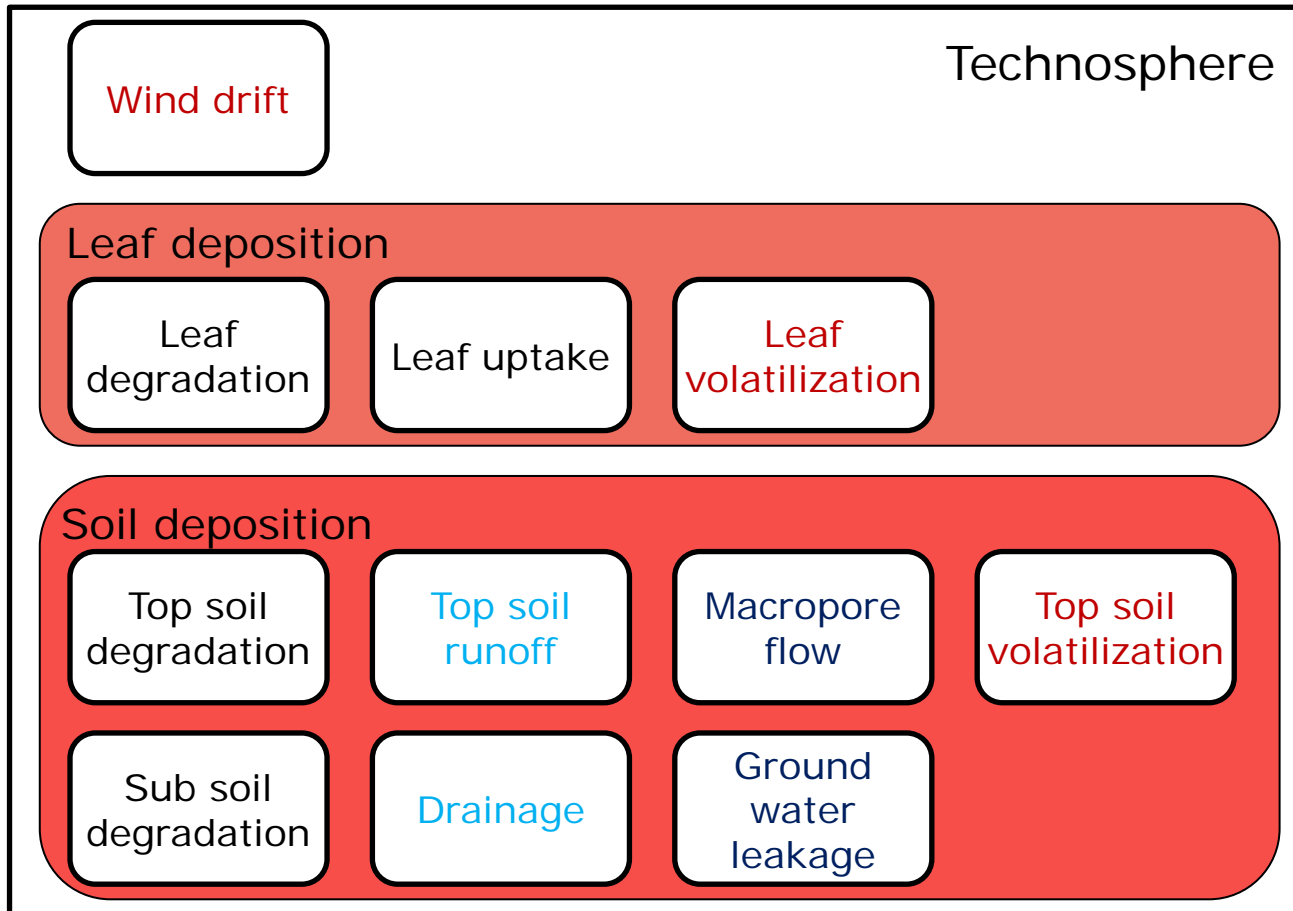 Technosphere
Wind drift
Leaf deposition
Leaf
degradation
Leaf uptake
Leaf
volatilization
Soil deposition
Top soil
degradation
Top soil
runoff
Macropore
flow
Top soil
volatilization
Sub soil
degradation
Drainage
Ground
water
leakage